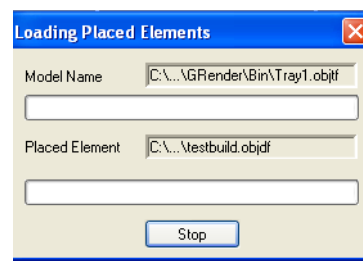 Loading Placed Elements
Model Name C:\...\GRender\Bin\Tray1.objtf
Placed Element C:\...\testbuild.objdf
Stop